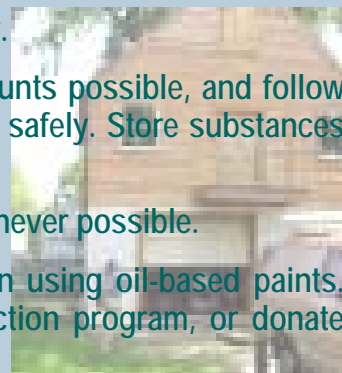 .
unts possible, and follow
safely. Store substances
never possible.
n using oil-based paints.
ction program, or donate